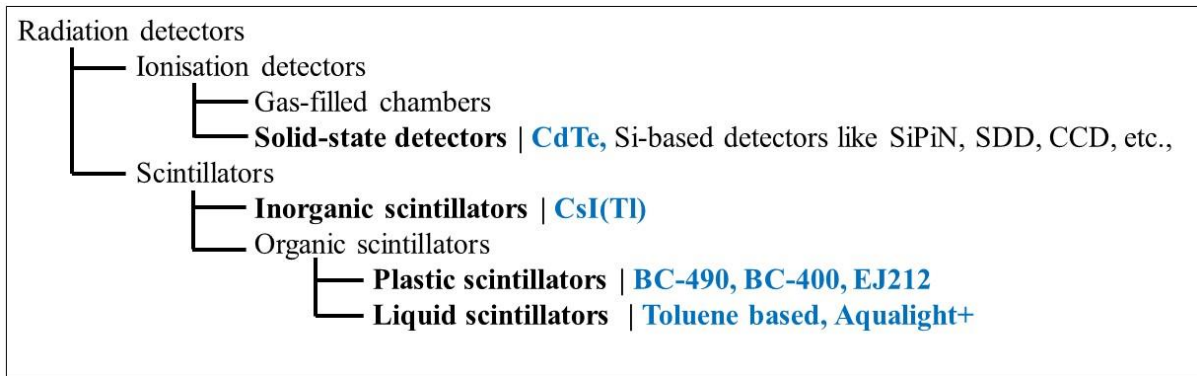 Radiation detectors
Ionisation detectors
Gas-filled chambers
Solid-state detectors | CdTe, Si-based detectors like SiPiN, SDD, CCD, etc.,
Scintillators
Inorganic scintillators | CsI(Tl)
Organic scintillators
Plastic scintillators | BC-490, BC-400, EJ212
Liquid scintillators | Toluene based, Aqualight+